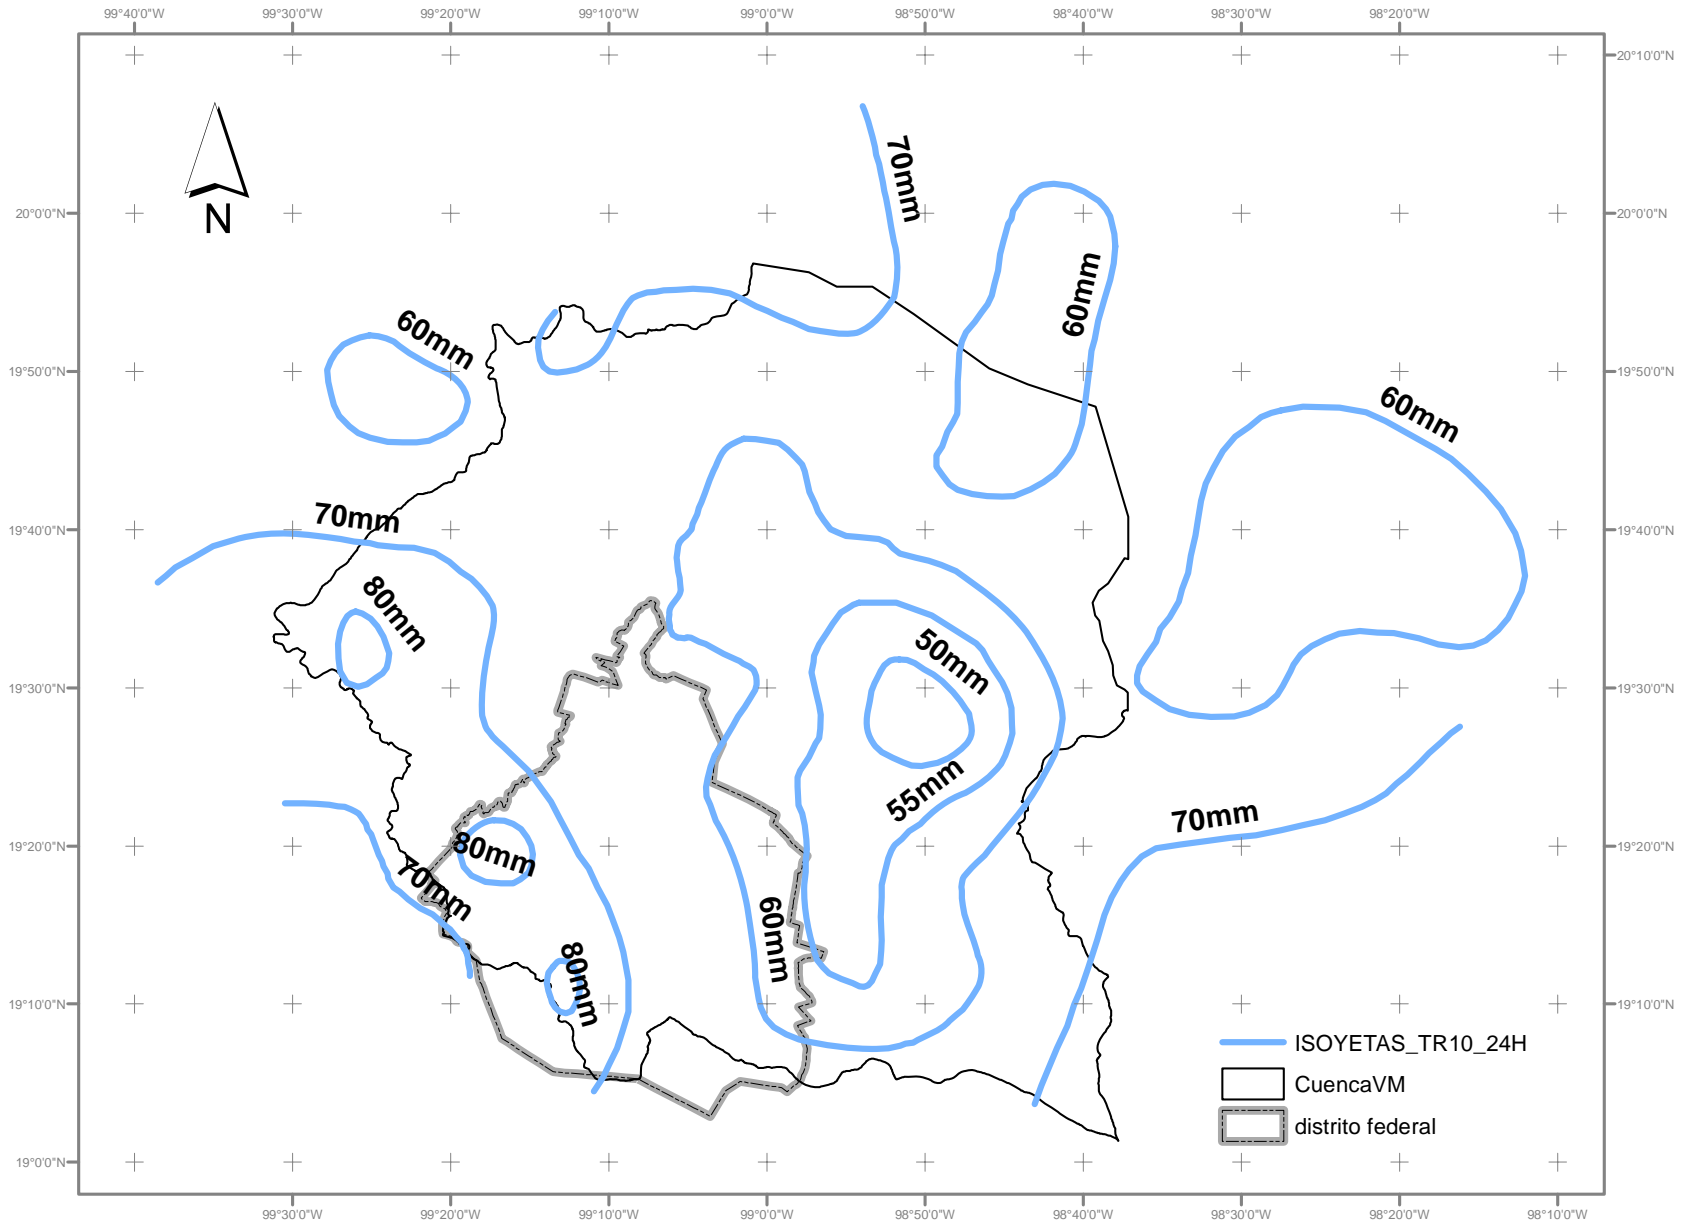 99°40'0"W 99°30'0"W 99°20'0"W 99°10'0"W 99°0'0"W 98°50'0"W 98°40'0"W 98°30'0"W 98°20'0"W
20°10'0"N
70mm
N
20°0'0"N 20°0'0"N
60mm
60mm
19°50'0"N 19°50'0"N
60mm
70mm
19°40'0"N 19°40'0"N
80mm
50mm
19°30'0"N 19°30'0"N
55mm
70mm
80mm
19°20'0"N 19°20'0"N
70mm
60mm
80mm
19°10'0"N 19°10'0"N
ISOYETAS_TR10_24H
CuencaVM
distrito federal
19°0'0"N
99°30'0"W 99°20'0"W 99°10'0"W 99°0'0"W 98°50'0"W 98°40'0"W 98°30'0"W 98°20'0"W 98°10'0"W